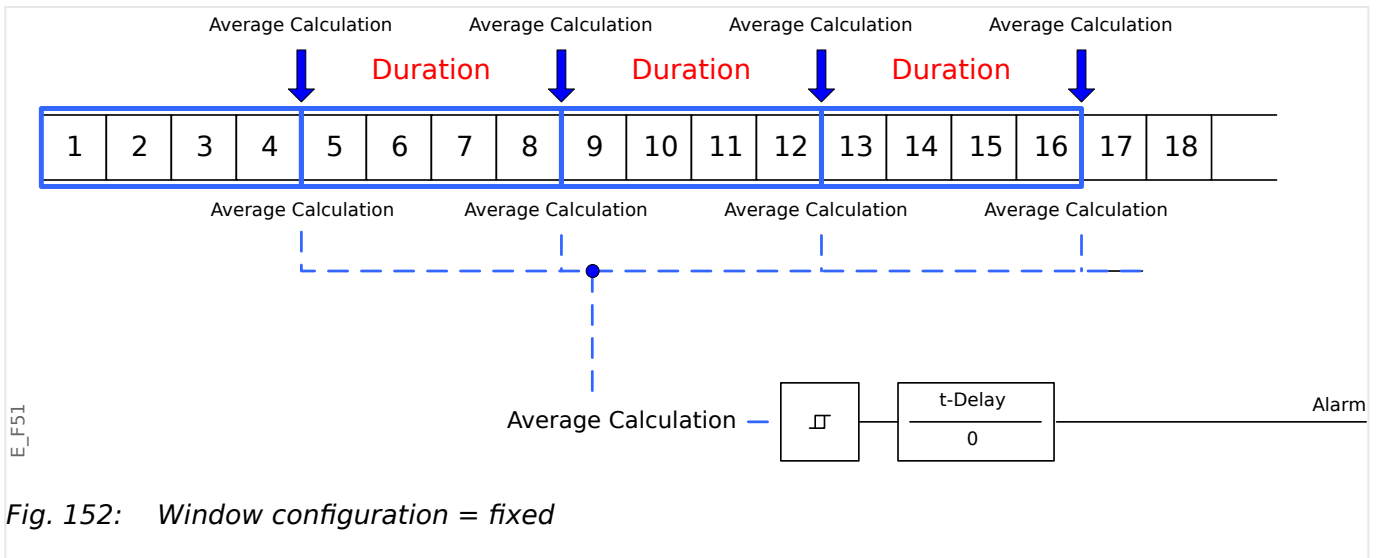 Average Calculation Average Calculation Average Calculation Average Calculation
Duration Duration Duration
1 2 3 4 5 6 7 8 9 10 11 12 13 14 15 16 17 18
Average Calculation Average Calculation Average Calculation Average Calculation
t-Delay
Average Calculation
0
Alarm
E_F51
Fig. 152: Window configuration = fixed